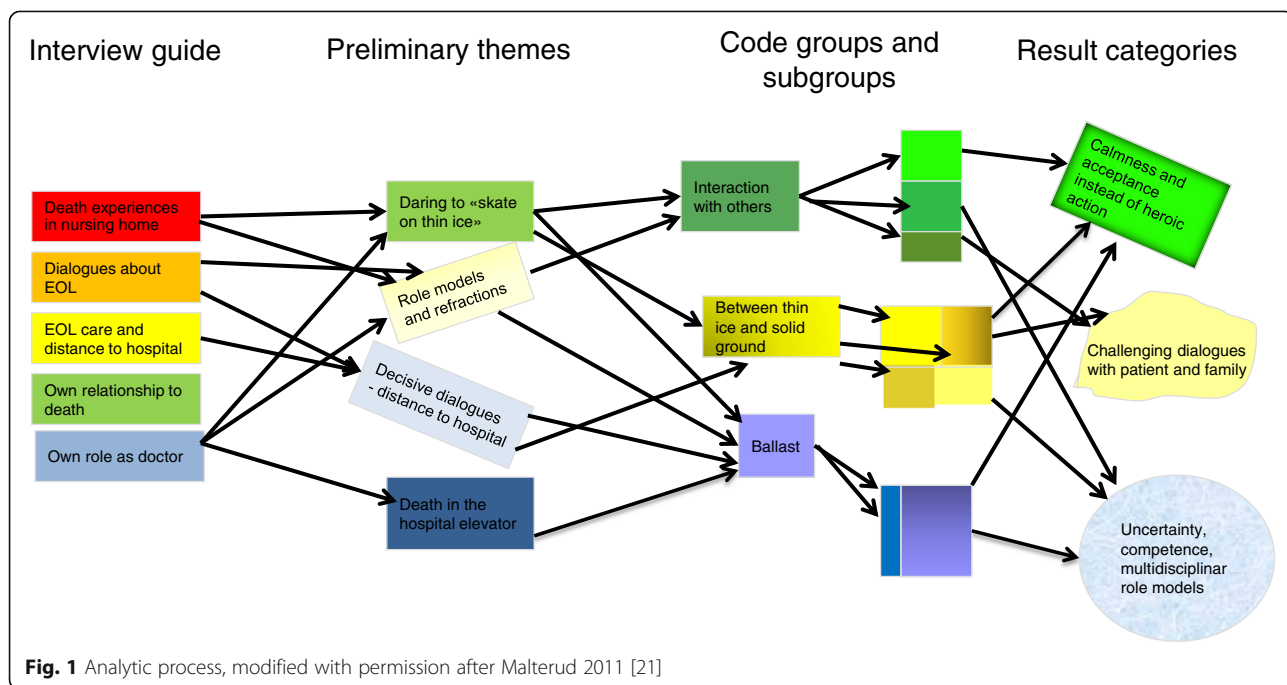 Interview guide
Preliminary themes
Code groups and
subgroups
Result categories
Death experiences
in nursing home
Dialogues about
EOL
EOL care and
distance to hospital
Own relationship to
death
Own role as doctor
Daring to «skate
on thin ice»
Role models
and refractions
Decisive dialogues
- distance to hospital
Death in the
hospital elevator
Interaction
with others
Between thin
ice and solid
ground
Ballast
Calmness and
acceptance
instead of heroic
action
Challenging dialogues
with patient and family
Uncertainty,
competence,
multidisciplinar
role models
Fig. 1 Analytic process, modified with permission after Malterud 2011 [21]